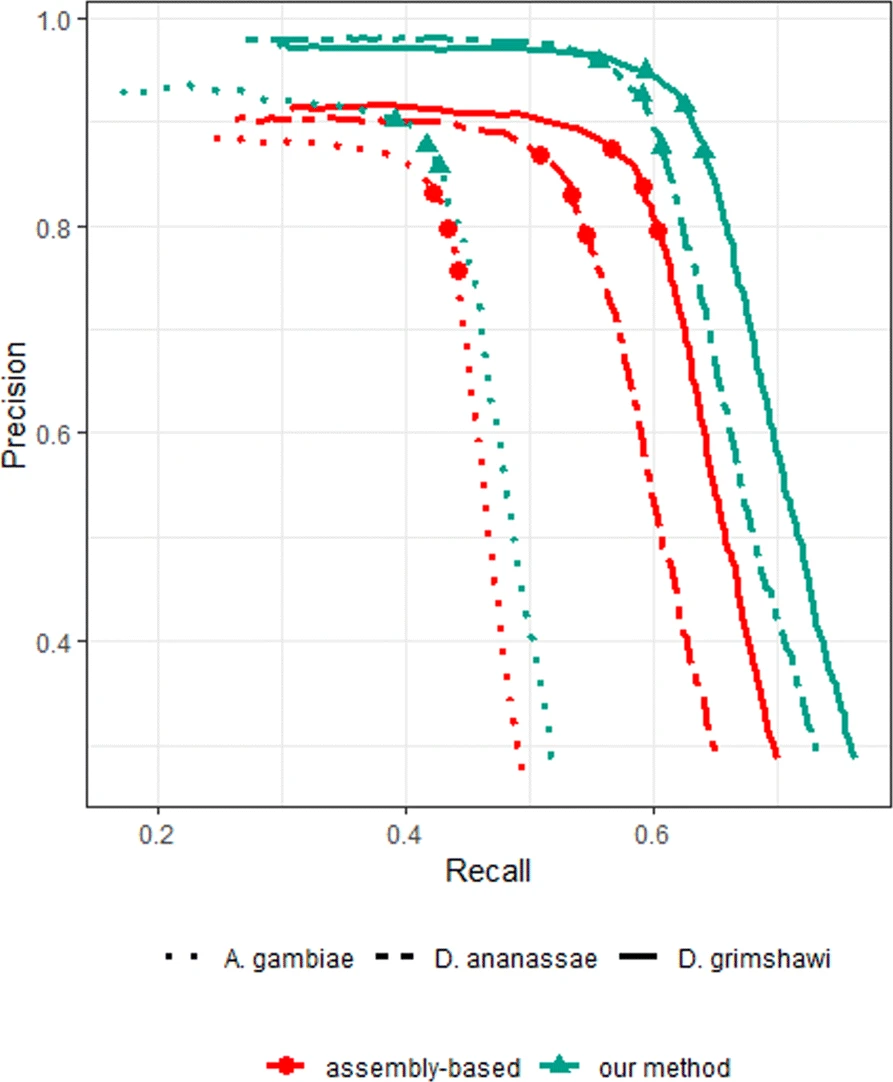 1.0
0.8
0.6
0.4
Precision
0.2 0.4 0.6
Recall
A. gambiae D. ananassae D. grimshawi
assembly-based our method